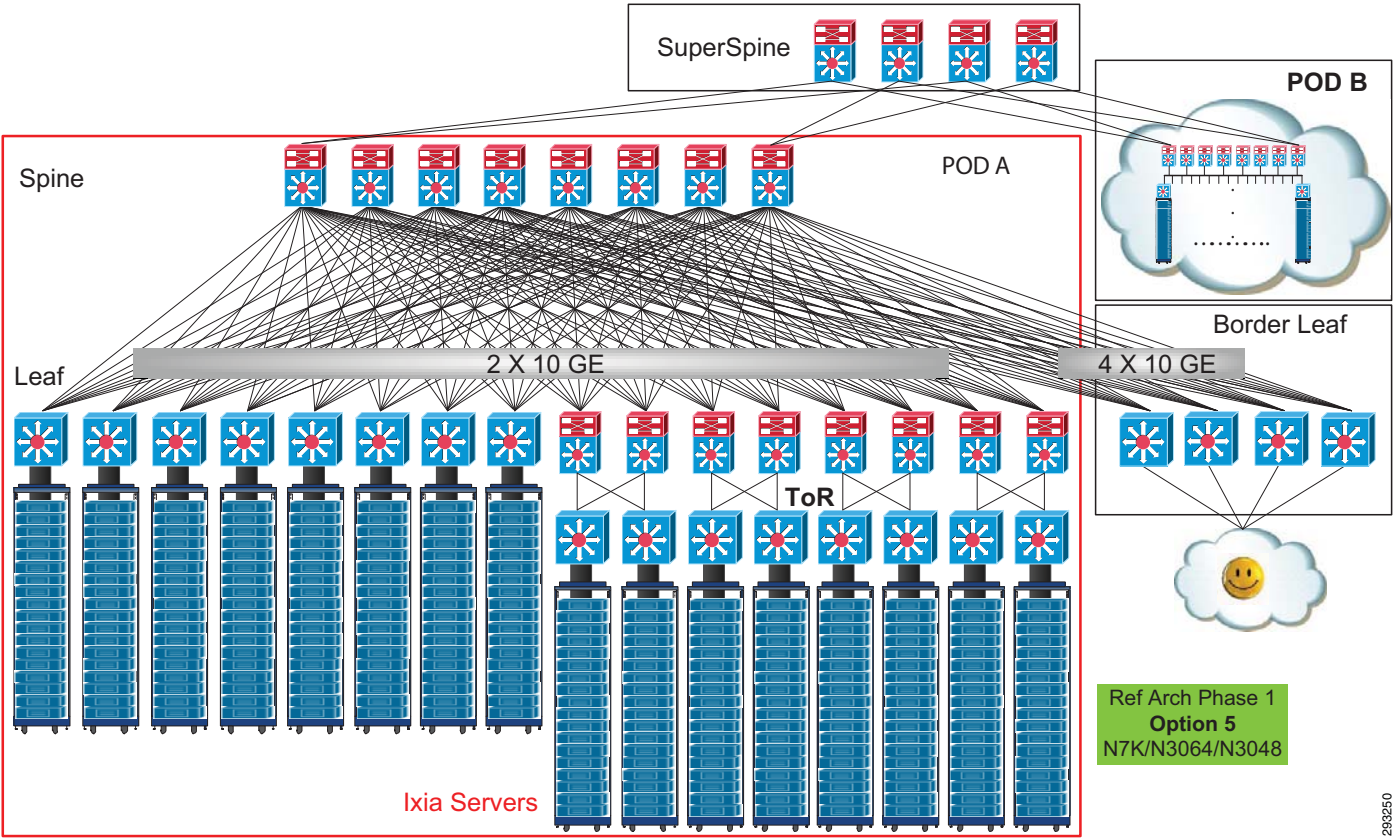 SuperSpine
POD B
Spine
POD A
Border Leaf
2 X 10 GE
4 X 10 GE
Leaf
ToR
Ref Arch Phase 1
Option 5
N7K/N3064/N3048
Ixia Servers
293250